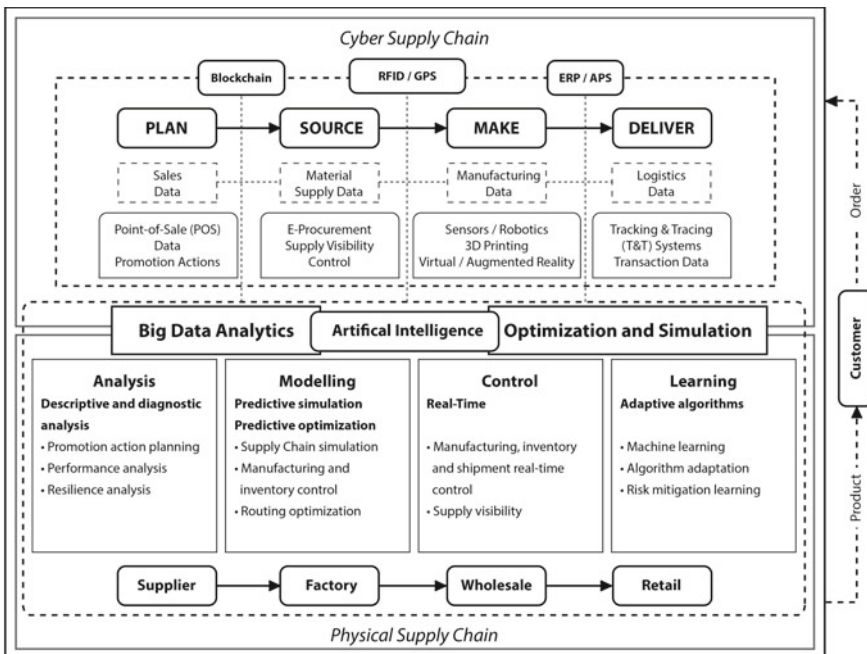 Cyber Supply Chain
Blockchain
RFID / GPS
ERP / APS
PLAN
SOURCE
MAKE
DELIVER
Sales
Data
Material
Supply Data
Manufacturing
Data
Logistics
Data
Point-of-Sale (POS)
Data
Promotion Actions
E-Procurement
Supply Visibility
Control
Sensors / Robotics
3D Printing
Virtual / Augmented Reality
Tracking & Tracing
(T&T) Systems
Transaction Data
Order
Customer
Product
Big Data Analytics
Artifical Intelligence
Optimization and Simulation
Analysis
Descriptive and diagnostic
analysis
• Promotion action planning
• Performance analysis
• Resilience analysis
Modelling
Predictive simulation
Predictive optimization
• Supply Chain simulation
• Manufacturing and
inventory control
• Routing optimization
Control
Real-Time
• Manufacturing, inventory
and shipment real-time
control
• Supply visibility
Learning
Adaptive algorithms
• Machine learning
• Algorithm adaptation
• Risk mitigation learning
Supplier
Factory
Wholesale
Retail
Physical Supply Chain